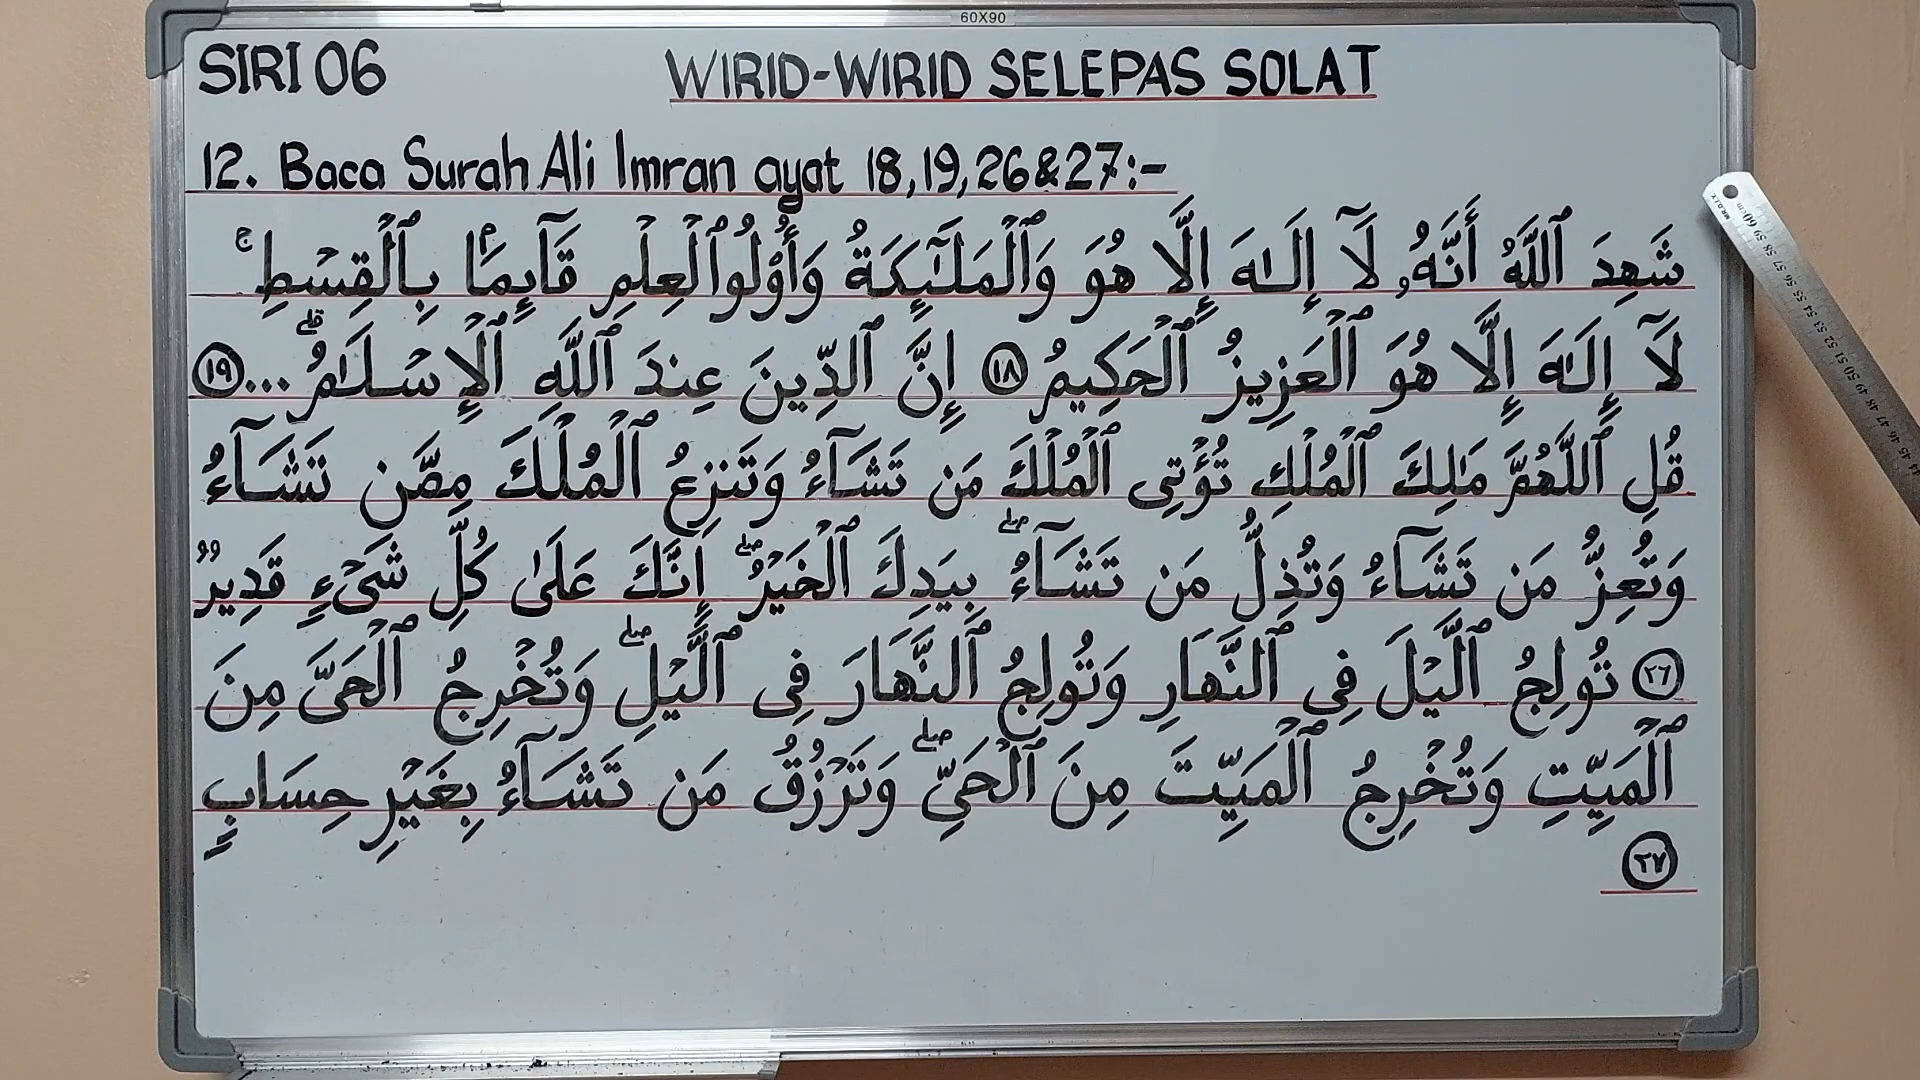 60X90
SIRI 06 WIRID-WIRID SELEPAS SOLAT
12. Baca Surah Ali Imran ayat 18,19,26&27:-
شَهِدَ ٱللَّهُ أَنَّهُۥ لَآ إِلَـٰهَ إِلَّا هُوَ وَٱلْمَلَـٰٓئِكَةُ وَأُو۟لُوا۟ ٱلْعِلْمِ قَآئِمًۢا بِٱلْقِسْطِ ۚ
لَآ إِلَـٰهَ إِلَّا هُوَ ٱلْعَزِيزُ ٱلْحَكِيمُ ١٨ إِنَّ ٱلدِّينَ عِندَ ٱللَّهِ ٱلْإِسْلَـٰمُ ۗ ... ١٩
قُلِ ٱللَّهُمَّ مَـٰلِكَ ٱلْمُلْكِ تُؤْتِى ٱلْمُلْكَ مَن تَشَآءُ وَتَنزِعُ ٱلْمُلْكَ مِمَّن تَشَآءُ
وَتُعِزُّ مَن تَشَآءُ وَتُذِلُّ مَن تَشَآءُ ۖ بِيَدِكَ ٱلْخَيْرُ ۖ إِنَّكَ عَلَىٰ كُلِّ شَىْءٍ قَدِيرٌ
٢٦ تُولِجُ ٱلَّيْلَ فِى ٱلنَّهَارِ وَتُولِجُ ٱلنَّهَارَ فِى ٱلَّيْلِ ۖ وَتُخْرِجُ ٱلْحَىَّ مِنَ
ٱلْمَيِّتِ وَتُخْرِجُ ٱلْمَيِّتَ مِنَ ٱلْحَىِّ ۖ وَتَرْزُقُ مَن تَشَآءُ بِغَيْرِ حِسَابٍ
٢٧